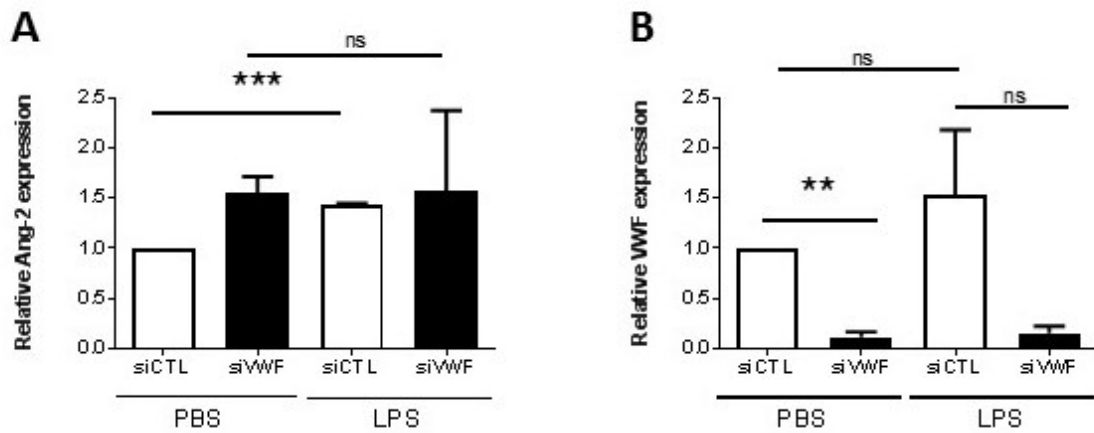 A
ns
***
Relative Ang-2 expression
2.5
2.0
1.5
1.0
0.5
0.0
siCTL siVWF siCTL siVWF
PBS LPS
B
ns
ns
**
Relative VWF expression
2.5
2.0
1.5
1.0
0.5
0.0
siCTL siVWF siCTL siVWF
PBS LPS